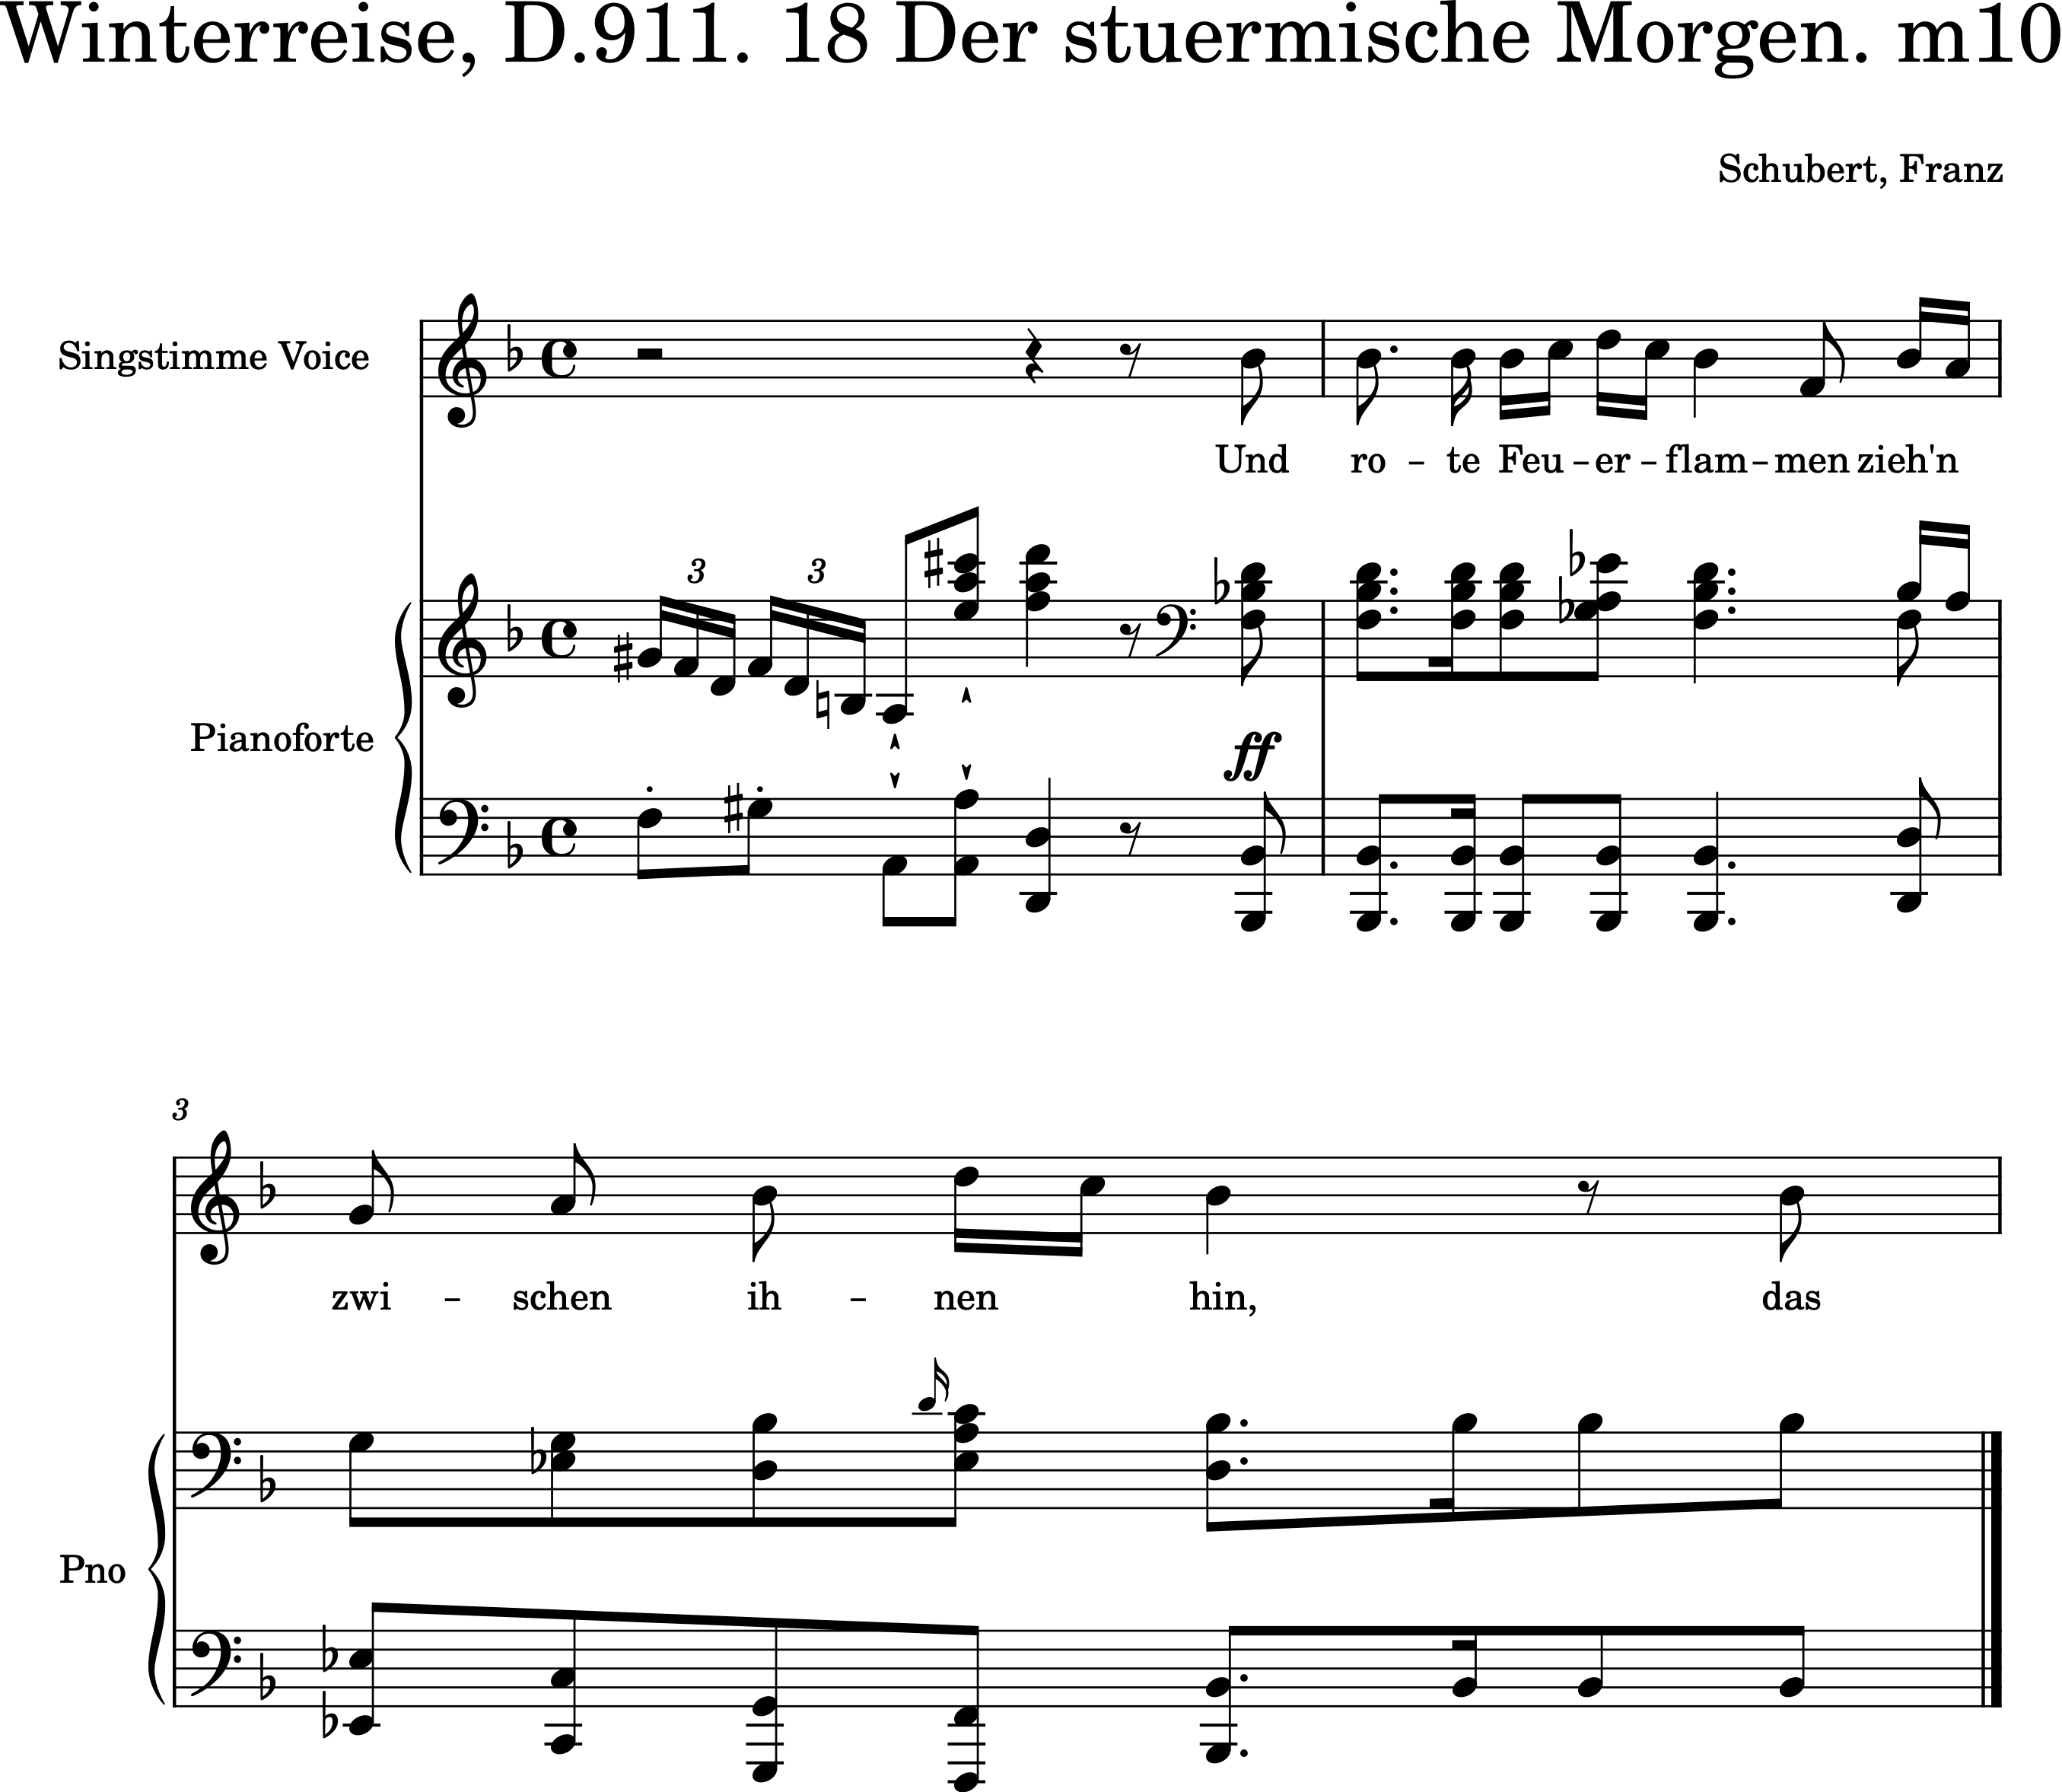 Winterreise, D.911. 18 Der stuermische Morgen. m10
Schubert, Franz
Singstimme Voice
Und ro – te Feu – er – flam – men zieh'n
3 3
Pianoforte
ff
3
zwi – schen ih – nen hin, das
Pno